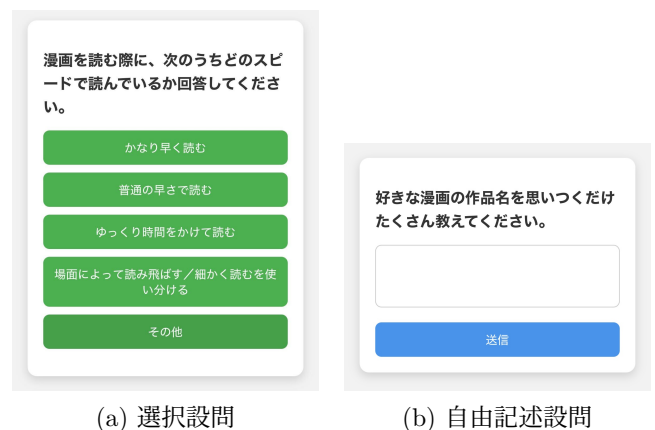 漫画を読む際に、次のうちどのスピ
ードで読んでいるか回答してくださ
い。
かなり早く読む
普通の早さで読む
ゆっくり時間をかけて読む
場面によって読み飛ばす／細かく読むを使
い分ける
その他
(a) 選択設問
好きな漫画の作品名を思いつくだけ
たくさん教えてください。
送信
(b) 自由記述設問